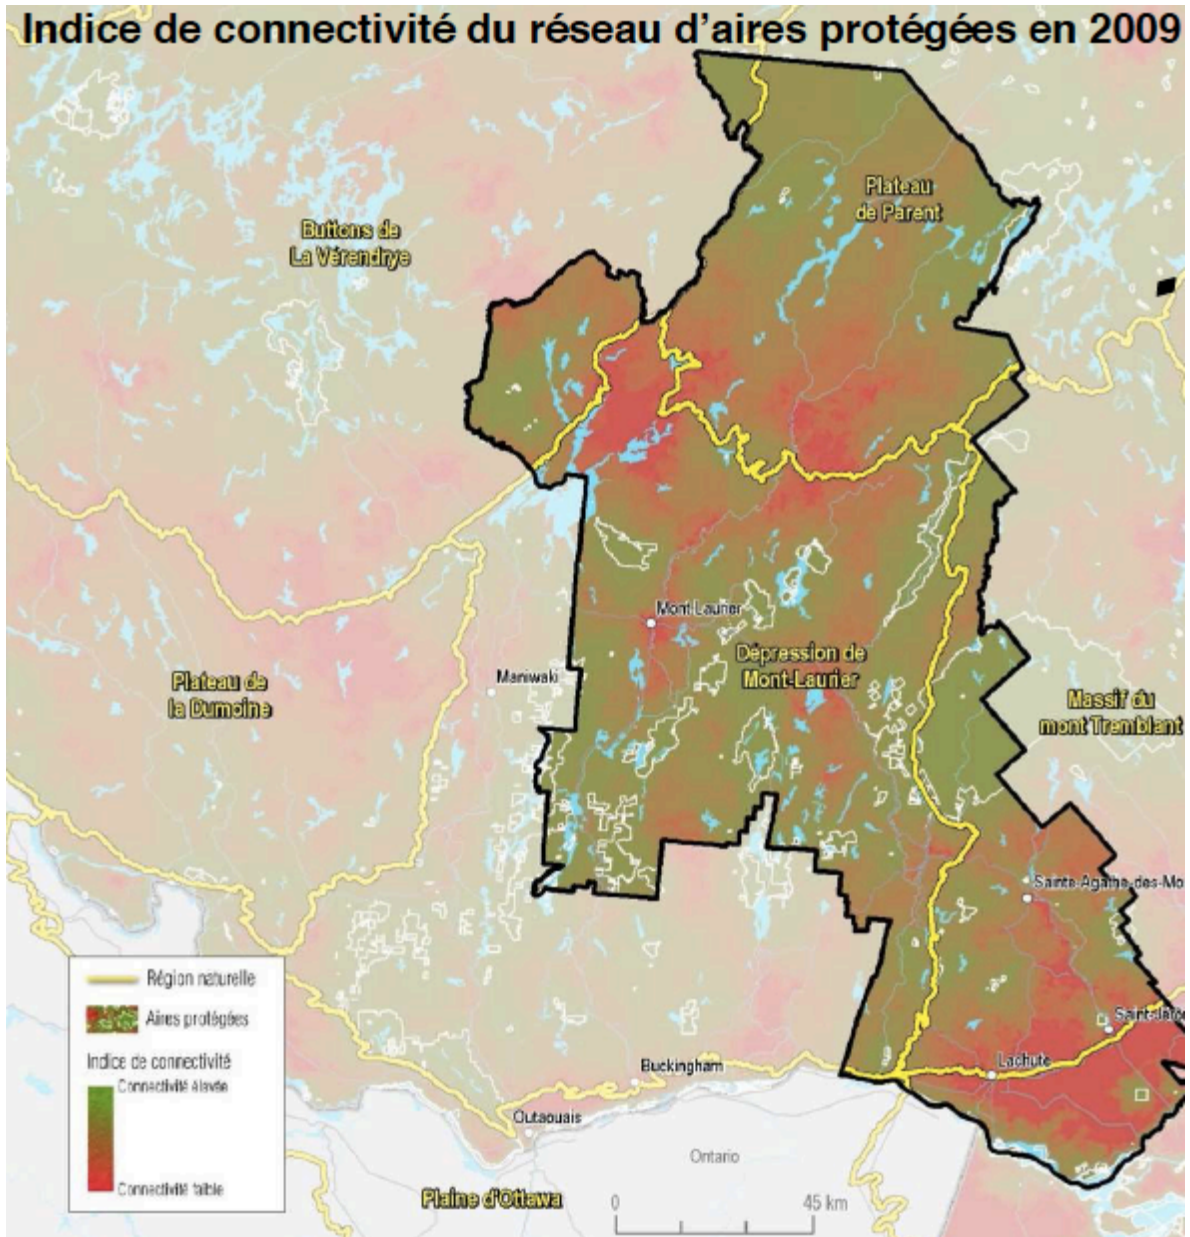 Indice de connectivité du réseau d'aires protégées en 2009
Plateau
de Parent
Buttons de
La Vérendrye
Mont-Laurier
Dépression de
Mont-Laurier
Maniwaki
Plateau de
la Dumoine
Massif du
mont Tremblant
Sainte-Agathe-des-Mo
Région naturelle
Aires protégées
Saint-Jérôm
Indice de connectivité
Connectivité élevée
Lachute
Buckingham
Outaouais
Ontario
Connectivité faible
Plaine d'Ottawa
0
45 km